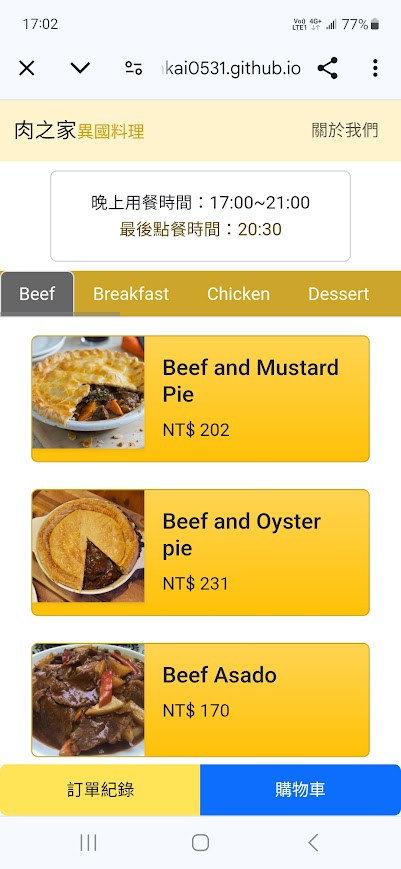 17:02
Vo)) 4G+ 77%
LTE1
kai0531.github.io
肉之家異國料理 關於我們
晚上用餐時間：17:00~21:00
最後點餐時間：20:30
Beef Breakfast Chicken Dessert
Beef and Mustard
Pie
NT$ 202
Beef and Oyster
pie
NT$ 231
Beef Asado
NT$ 170
訂單紀錄 購物車